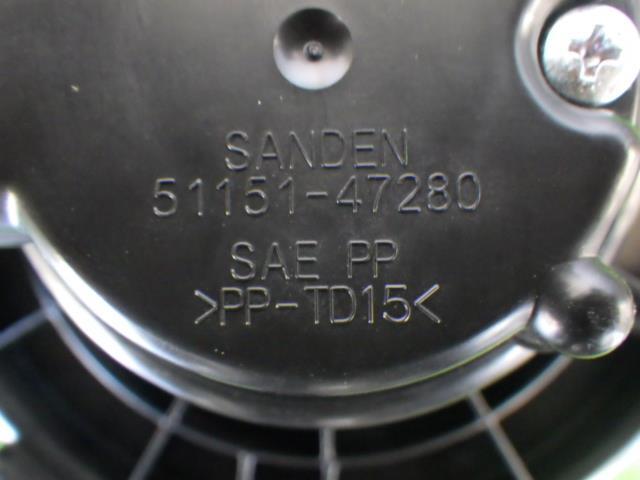 SANDEN
51151-47280
SAE PP
>PP-TD15<